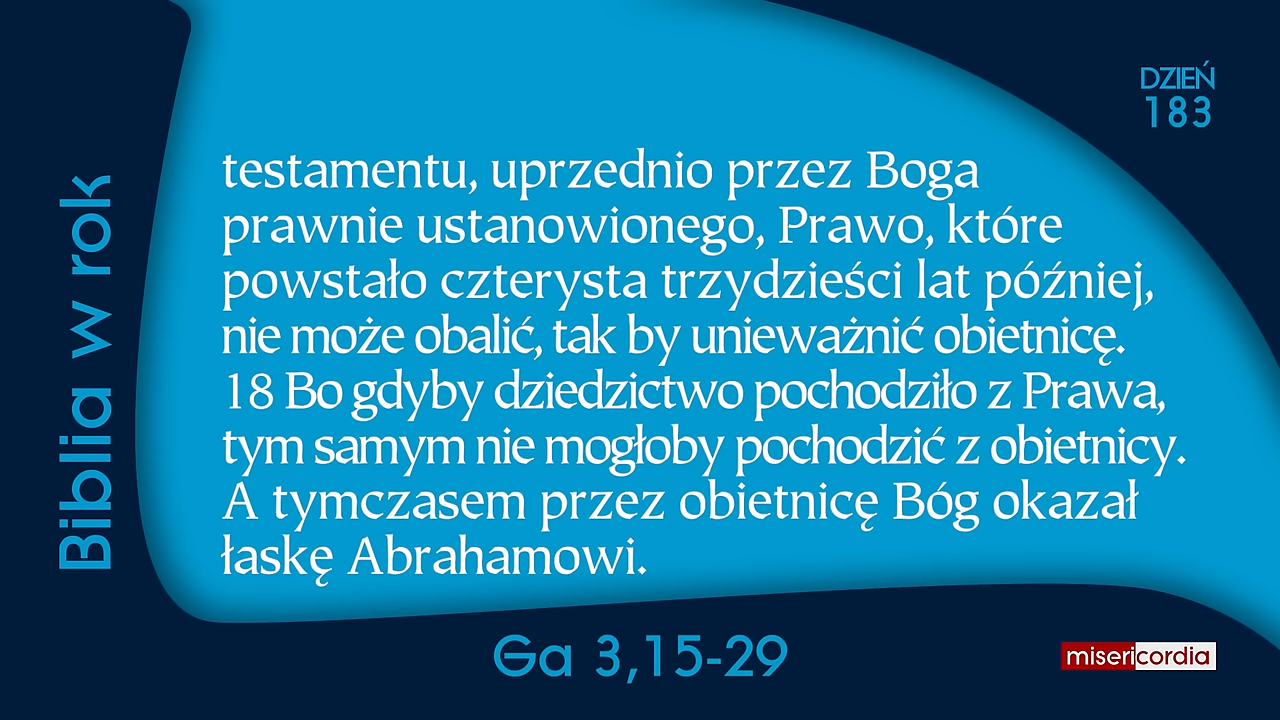 DZIEŃ
183
testamentu, uprzednio przez Boga
prawnie ustanowionego, Prawo, które
powstało czterysta trzydzieści lat później,
nie może obalić, tak by unieważnić obietnicę.
18 Bo gdyby dziedzictwo pochodziło z Prawa,
tym samym nie mogłoby pochodzić z obietnicy.
A tymczasem przez obietnicę Bóg okazał
łaskę Abrahamowi.
Biblia w rok
Ga 3,15-29
misericordia